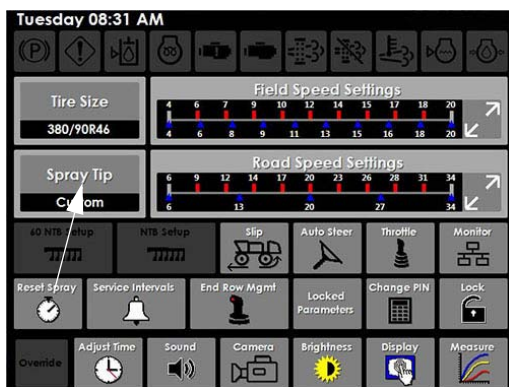 Tuesday 08:31 AM
P
Tire Size
380/90R46
Field Speed Settings
4 6 7 9 10 12 14 15 17 18 20
4 6 8 9 11 13 15 16 18 20
Spray Tip
Custom
Road Speed Settings
6 9 12 14 17 20 23 26 28 31 34
6 13 20 27 34
60 NTB Setup
NTB Setup
Slip
Auto Steer
Throttle
Monitor
Reset Spray
Service Intervals
End Row Mgmt
Locked
Parameters
Change PIN
Lock
Override
Adjust Time
Sound
Camera
Brightness
Display
Measure